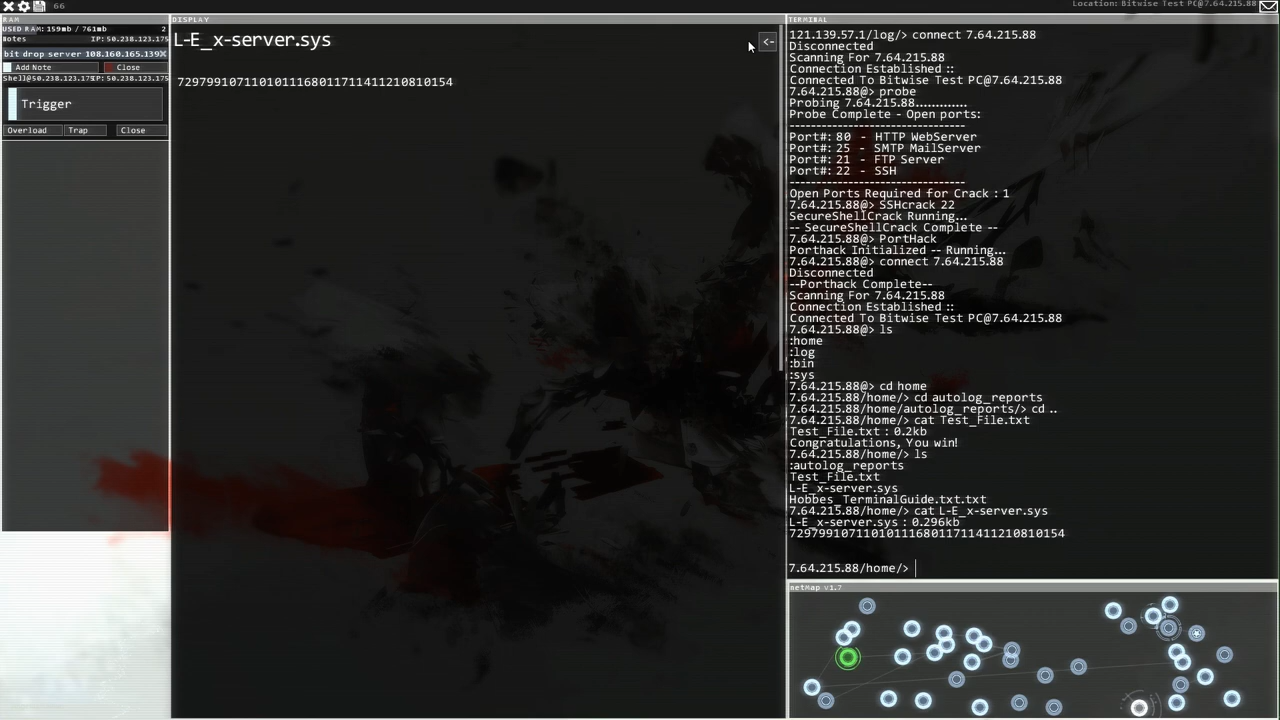 66
Location: Bitwise Test PC@7.64.215.88
RAM
USED RAM: 159mb / 761mb 2
Notes IP: 50.238.123.175
bit drop server 108.160.165.139X
Add Note Close
Shell@50.238.123.175
Trigger
Overload Trap Close
DISPLAY
L-E_x-server.sys
<-
7297991071101011168011711411210810154
TERMINAL
121.139.57.1/log/> connect 7.64.215.88
Disconnected
Scanning For 7.64.215.88
Connection Established ::
Connected To Bitwise Test PC@7.64.215.88
7.64.215.88@> probe
Probing 7.64.215.88.............
Probe Complete - Open ports:
---------------------------------
Port#: 80 - HTTP WebServer
Port#: 25 - SMTP MailServer
Port#: 21 - FTP Server
Port#: 22 - SSH
---------------------------------
Open Ports Required for Crack : 1
7.64.215.88@> SSHcrack 22
SecureShellCrack Running...
-- SecureShellCrack Complete --
7.64.215.88@> PortHack
Porthack Initialized -- Running...
7.64.215.88@> connect 7.64.215.88
Disconnected
--Porthack Complete--
Scanning For 7.64.215.88
Connection Established ::
Connected To Bitwise Test PC@7.64.215.88
7.64.215.88@> ls
:home
:log
:bin
:sys
7.64.215.88@> cd home
7.64.215.88/home/> cd autolog_reports
7.64.215.88/home/autolog_reports/> cd ..
7.64.215.88/home/> cat Test_File.txt
Test_File.txt : 0.2kb
Congratulations, You win!
7.64.215.88/home/> ls
:autolog_reports
Test_File.txt
L-E_x-server.sys
Hobbes_TerminalGuide.txt.txt
7.64.215.88/home/> cat L-E_x-server.sys
L-E_x-server.sys : 0.296kb
7297991071101011168011711411210810154
7.64.215.88/home/>
netMap v1.7